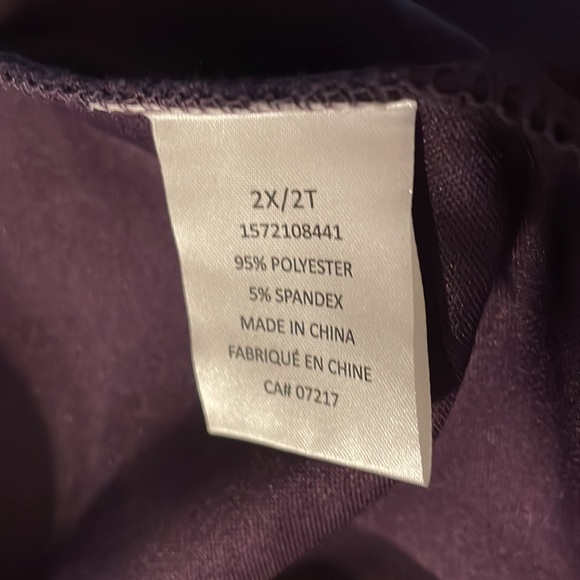 2X/2T
1572108441
95% POLYESTER
5% SPANDEX
MADE IN CHINA
FABRIQUÉ EN CHINE
CA# 07217